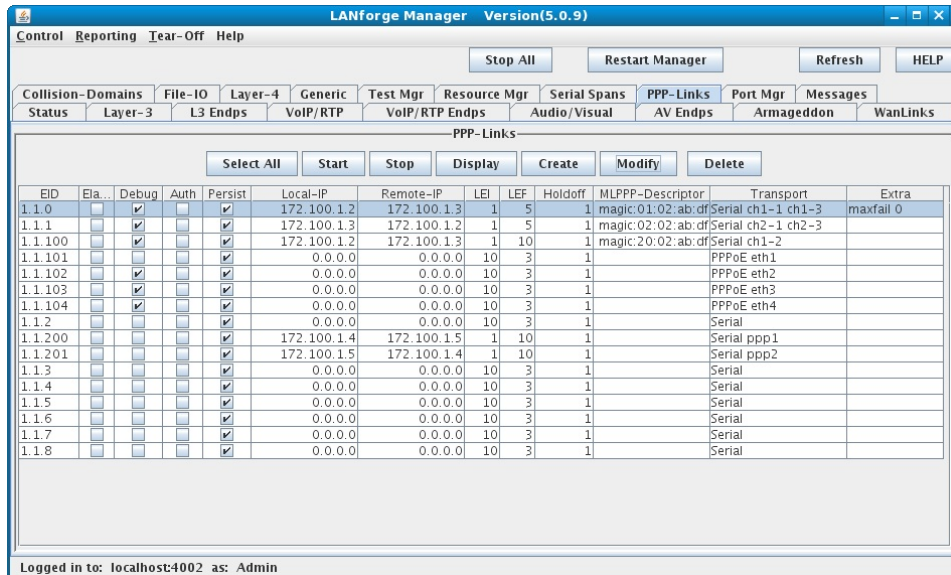 LANforge Manager Version(5.0.9)
Control Reporting Tear-Off Help
Stop All Restart Manager Refresh HELP
Collision-Domains File-IO Layer-4 Generic Test Mgr Resource Mgr Serial Spans PPP-Links Port Mgr Messages
Status Layer-3 L3 Endps VoIP/RTP VoIP/RTP Endps Audio/Visual AV Endps Armageddon WanLinks
PPP-Links
Select All Start Stop Display Create Modify Delete
EID Ela... Debug Auth Persist Local-IP Remote-IP LEI LEF Holdoff MLPPP-Descriptor Transport Extra
1.1.0 172.100.1.2 172.100.1.3 1 5 1 magic:01:02:ab:df Serial ch1-1 ch1-3 maxfail 0
1.1.1 172.100.1.3 172.100.1.2 1 5 1 magic:02:02:ab:df Serial ch2-1 ch2-3
1.1.100 172.100.1.2 172.100.1.3 1 10 1 magic:20:02:ab:df Serial ch1-2
1.1.101 0.0.0.0 0.0.0.0 10 3 1 PPPoE eth1
1.1.102 0.0.0.0 0.0.0.0 10 3 1 PPPoE eth2
1.1.103 0.0.0.0 0.0.0.0 10 3 1 PPPoE eth3
1.1.104 0.0.0.0 0.0.0.0 10 3 1 PPPoE eth4
1.1.2 0.0.0.0 0.0.0.0 10 3 1 Serial
1.1.200 172.100.1.4 172.100.1.5 1 10 1 Serial ppp1
1.1.201 172.100.1.5 172.100.1.4 1 10 1 Serial ppp2
1.1.3 0.0.0.0 0.0.0.0 10 3 1 Serial
1.1.4 0.0.0.0 0.0.0.0 10 3 1 Serial
1.1.5 0.0.0.0 0.0.0.0 10 3 1 Serial
1.1.6 0.0.0.0 0.0.0.0 10 3 1 Serial
1.1.7 0.0.0.0 0.0.0.0 10 3 1 Serial
1.1.8 0.0.0.0 0.0.0.0 10 3 1 Serial
Logged in to: localhost:4002 as: Admin